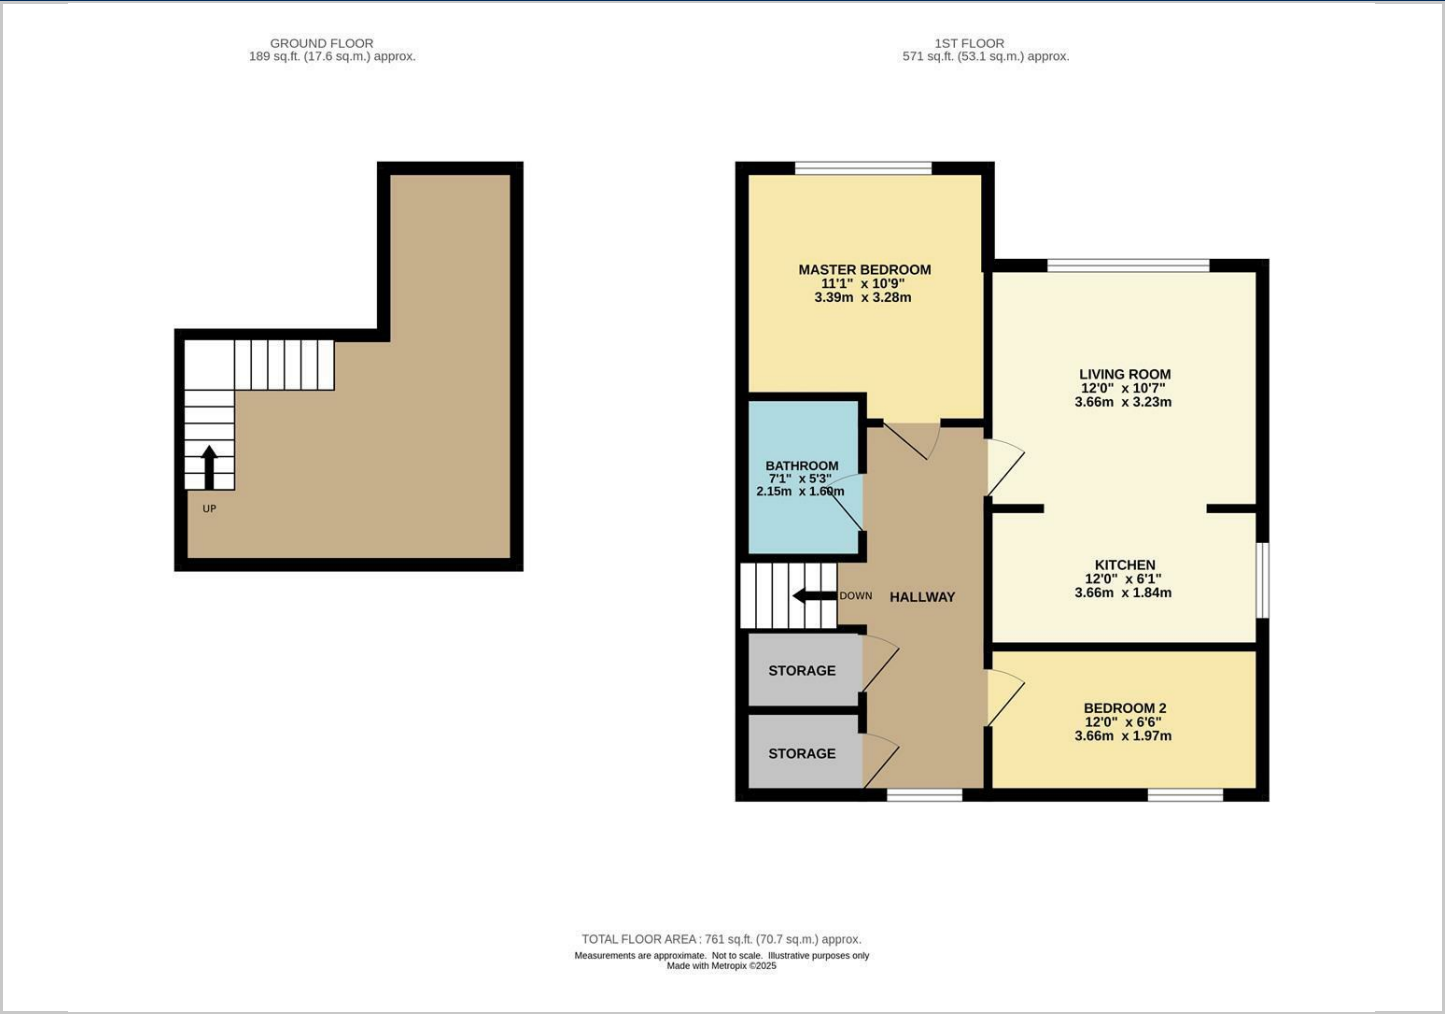 GROUND FLOOR
189 sq.ft. (17.6 sq.m.) approx.
1ST FLOOR
571 sq.ft. (53.1 sq.m.) approx.
MASTER BEDROOM
11'1" x 10'9"
3.39m x 3.28m
LIVING ROOM
12'0" x 10'7"
3.66m x 3.23m
BATHROOM
7'1" x 5'3"
2.15m x 1.60m
UP
KITCHEN
12'0" x 6'1"
3.66m x 1.84m
DOWN
HALLWAY
STORAGE
BEDROOM 2
12'0" x 6'6"
3.66m x 1.97m
STORAGE
TOTAL FLOOR AREA : 761 sq.ft. (70.7 sq.m.) approx.
Measurements are approximate. Not to scale. Illustrative purposes only
Made with Metropix ©2025